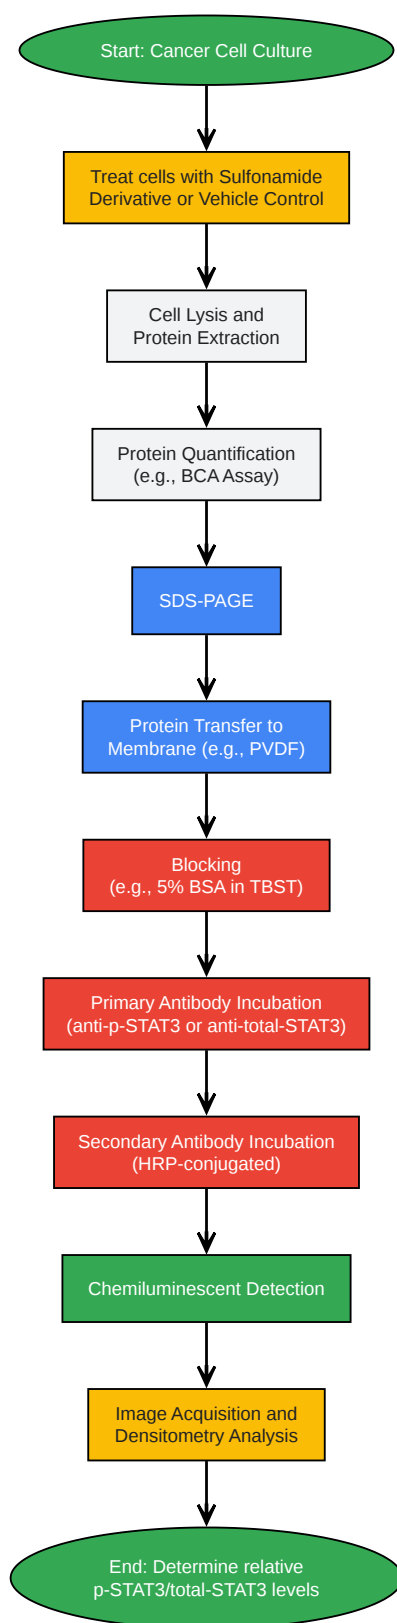 Start: Cancer Cell Culture
Treat cells with Sulfonamide
Derivative or Vehicle Control
Cell Lysis and
Protein Extraction
Protein Quantification
(e.g., BCA Assay)
SDS-PAGE
Protein Transfer to
Membrane (e.g., PVDF)
Blocking
(e.g., 5% BSA in TBST)
Primary Antibody Incubation
(anti-p-STAT3 or anti-total-STAT3)
Secondary Antibody Incubation
(HRP-conjugated)
Chemiluminescent Detection
Image Acquisition and
Densitometry Analysis
End: Determine relative
p-STAT3/total-STAT3 levels